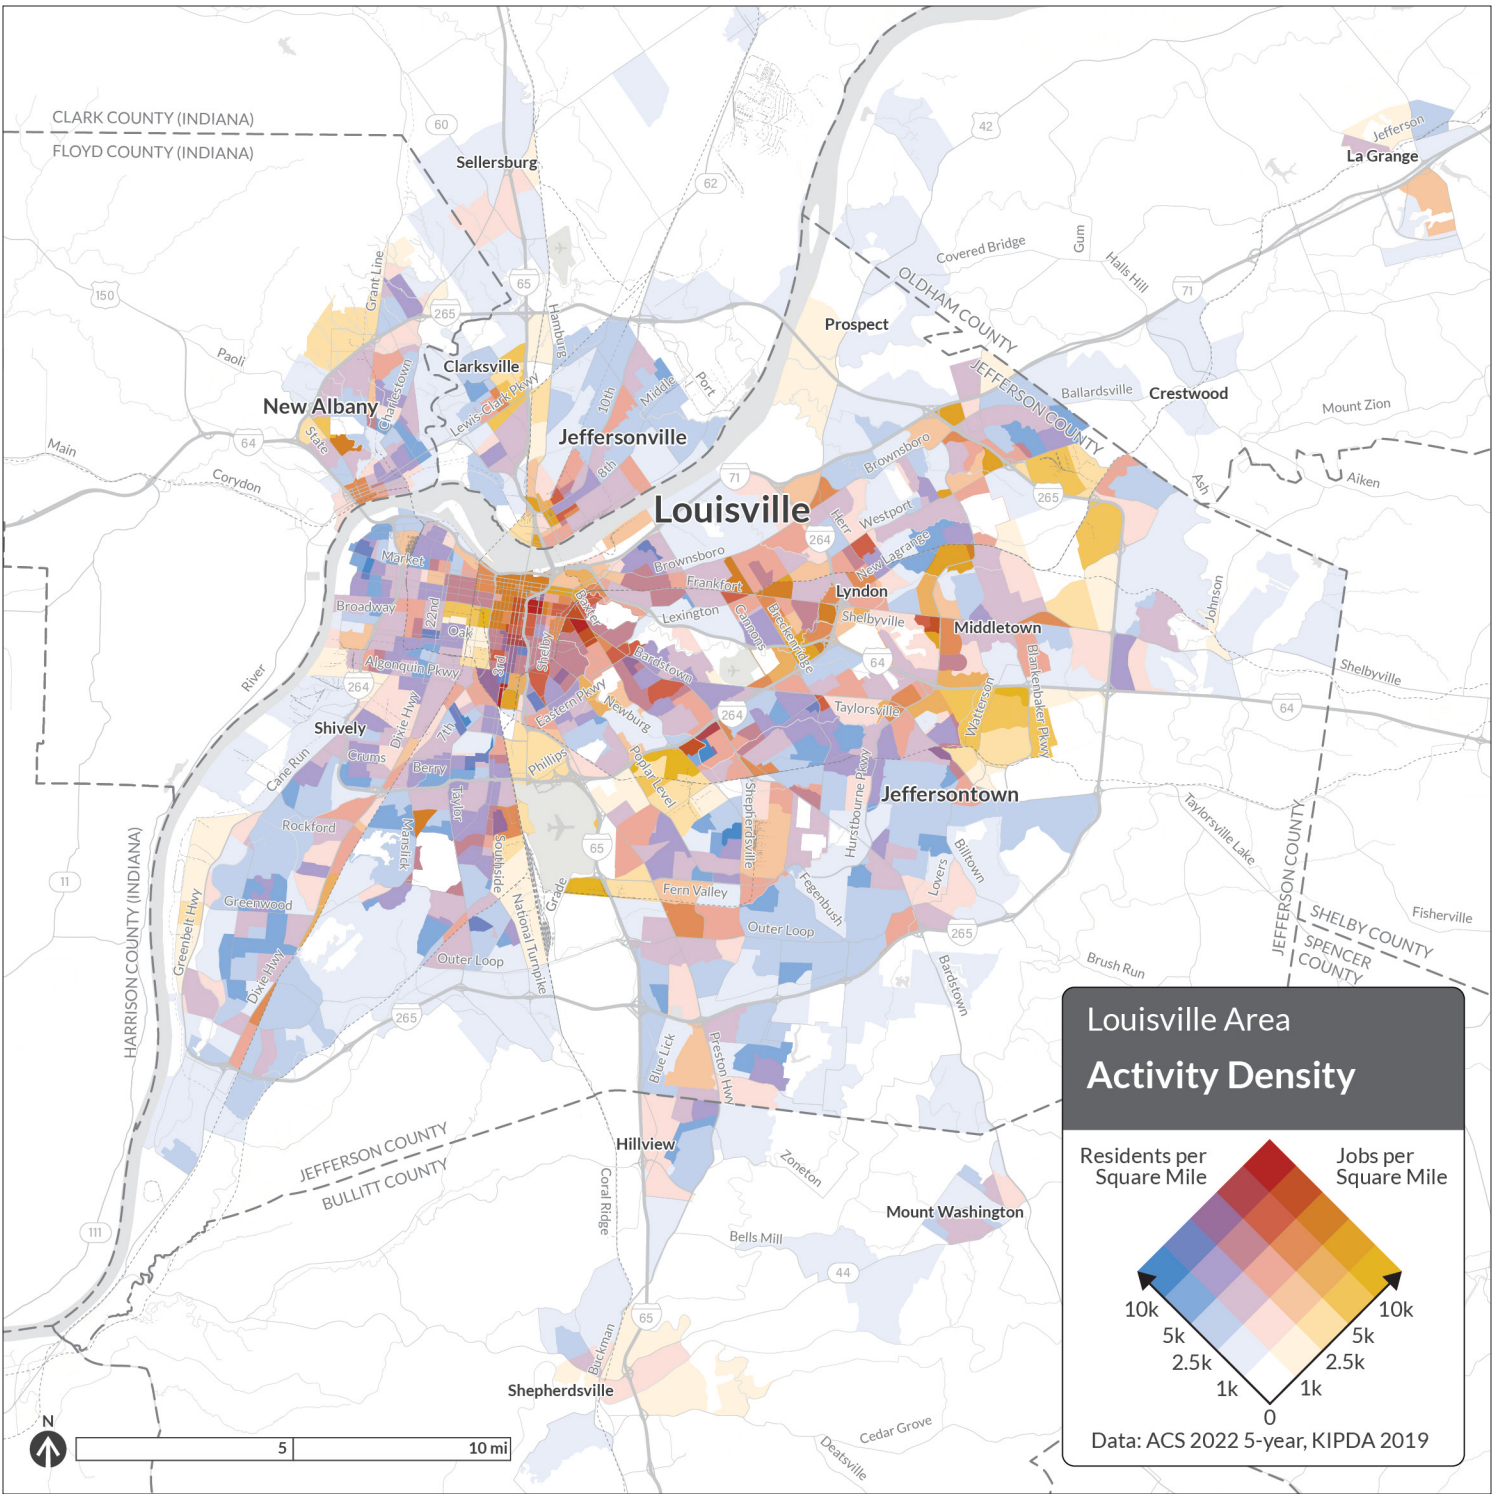 CLARK COUNTY (INDIANA)
FLOYD COUNTY (INDIANA)
60
Sellersburg
62
42
Jefferson
La Grange
Grant Line
150
265
65
Hamburg
Covered Bridge
Gum
Halls Hill
71
OLDHAM COUNTY
JEFFERSON COUNTY
Prospect
Paoli
Clarksville
Charlestown
Lewis-Clark Pkwy
10th
Middle
Port
Ballardsville
Crestwood
Mount Zion
New Albany
State
64
Main
Corydon
Jeffersonville
8th
71
Brownsboro
265
Ash
Aiken
Louisville
Herr
Westport
264
New Lagrange
Market
Brownsboro
Frankfort
Lyndon
Broadway
22nd
Oak
Baxter
Lexington
Cannons
Breckenridge
Shelbyville
Middletown
Johnson
Algonquin Pkwy
3rd
Shelby
Bardstown
64
Blankenbaker Pkwy
Shelbyville
River
264
Dixie Hwy
7th
Eastern Pkwy
Newburg
264
Taylorsville
Watterson
64
Shively
Cane Run
Crums
Berry
Phillips
Poplar Level
Hurstbourne Pkwy
Jeffersontown
Taylor
Shepherdsville
Rockford
Manslick
Southside
65
Taylorsville Lake
JEFFERSON COUNTY
11
HARRISON COUNTY (INDIANA)
Greenbelt Hwy
Greenwood
Grade
National Turnpike
Fern Valley
Fegenbush
Lovers
Billtown
Fisherville
Outer Loop
265
SHELBY COUNTY
SPENCER
COUNTY
Dixie Hwy
Outer Loop
Bardstown
Brush Run
265
Blue Lick
Preston Hwy
Hillview
JEFFERSON COUNTY
BULLITT COUNTY
Coral Ridge
Zoneton
Mount Washington
111
Bells Mill
44
65
Buckman
Shepherdsville
Cedar Grove
Deatsville
N
5
10 mi
Louisville Area
Activity Density
Residents per
Square Mile
Jobs per
Square Mile
10k
10k
5k
5k
2.5k
2.5k
1k
1k
0
Data: ACS 2022 5-year, KIPDA 2019